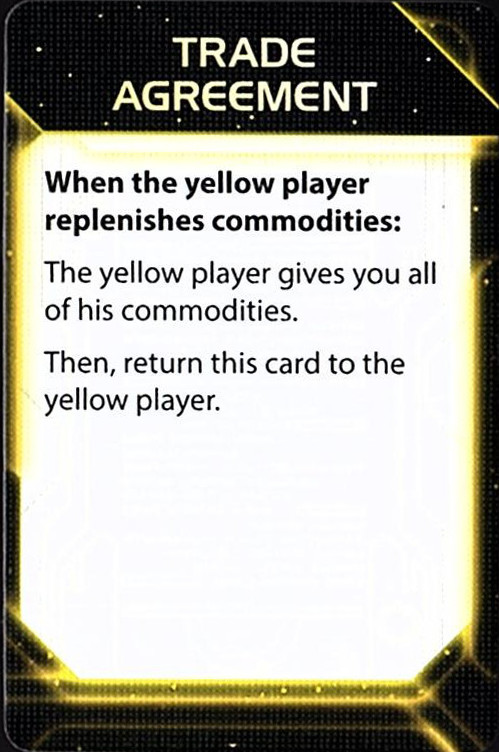 TRADE
AGREEMENT
When the yellow player
replenishes commodities:
The yellow player gives you all
of his commodities.
Then, return this card to the
yellow player.